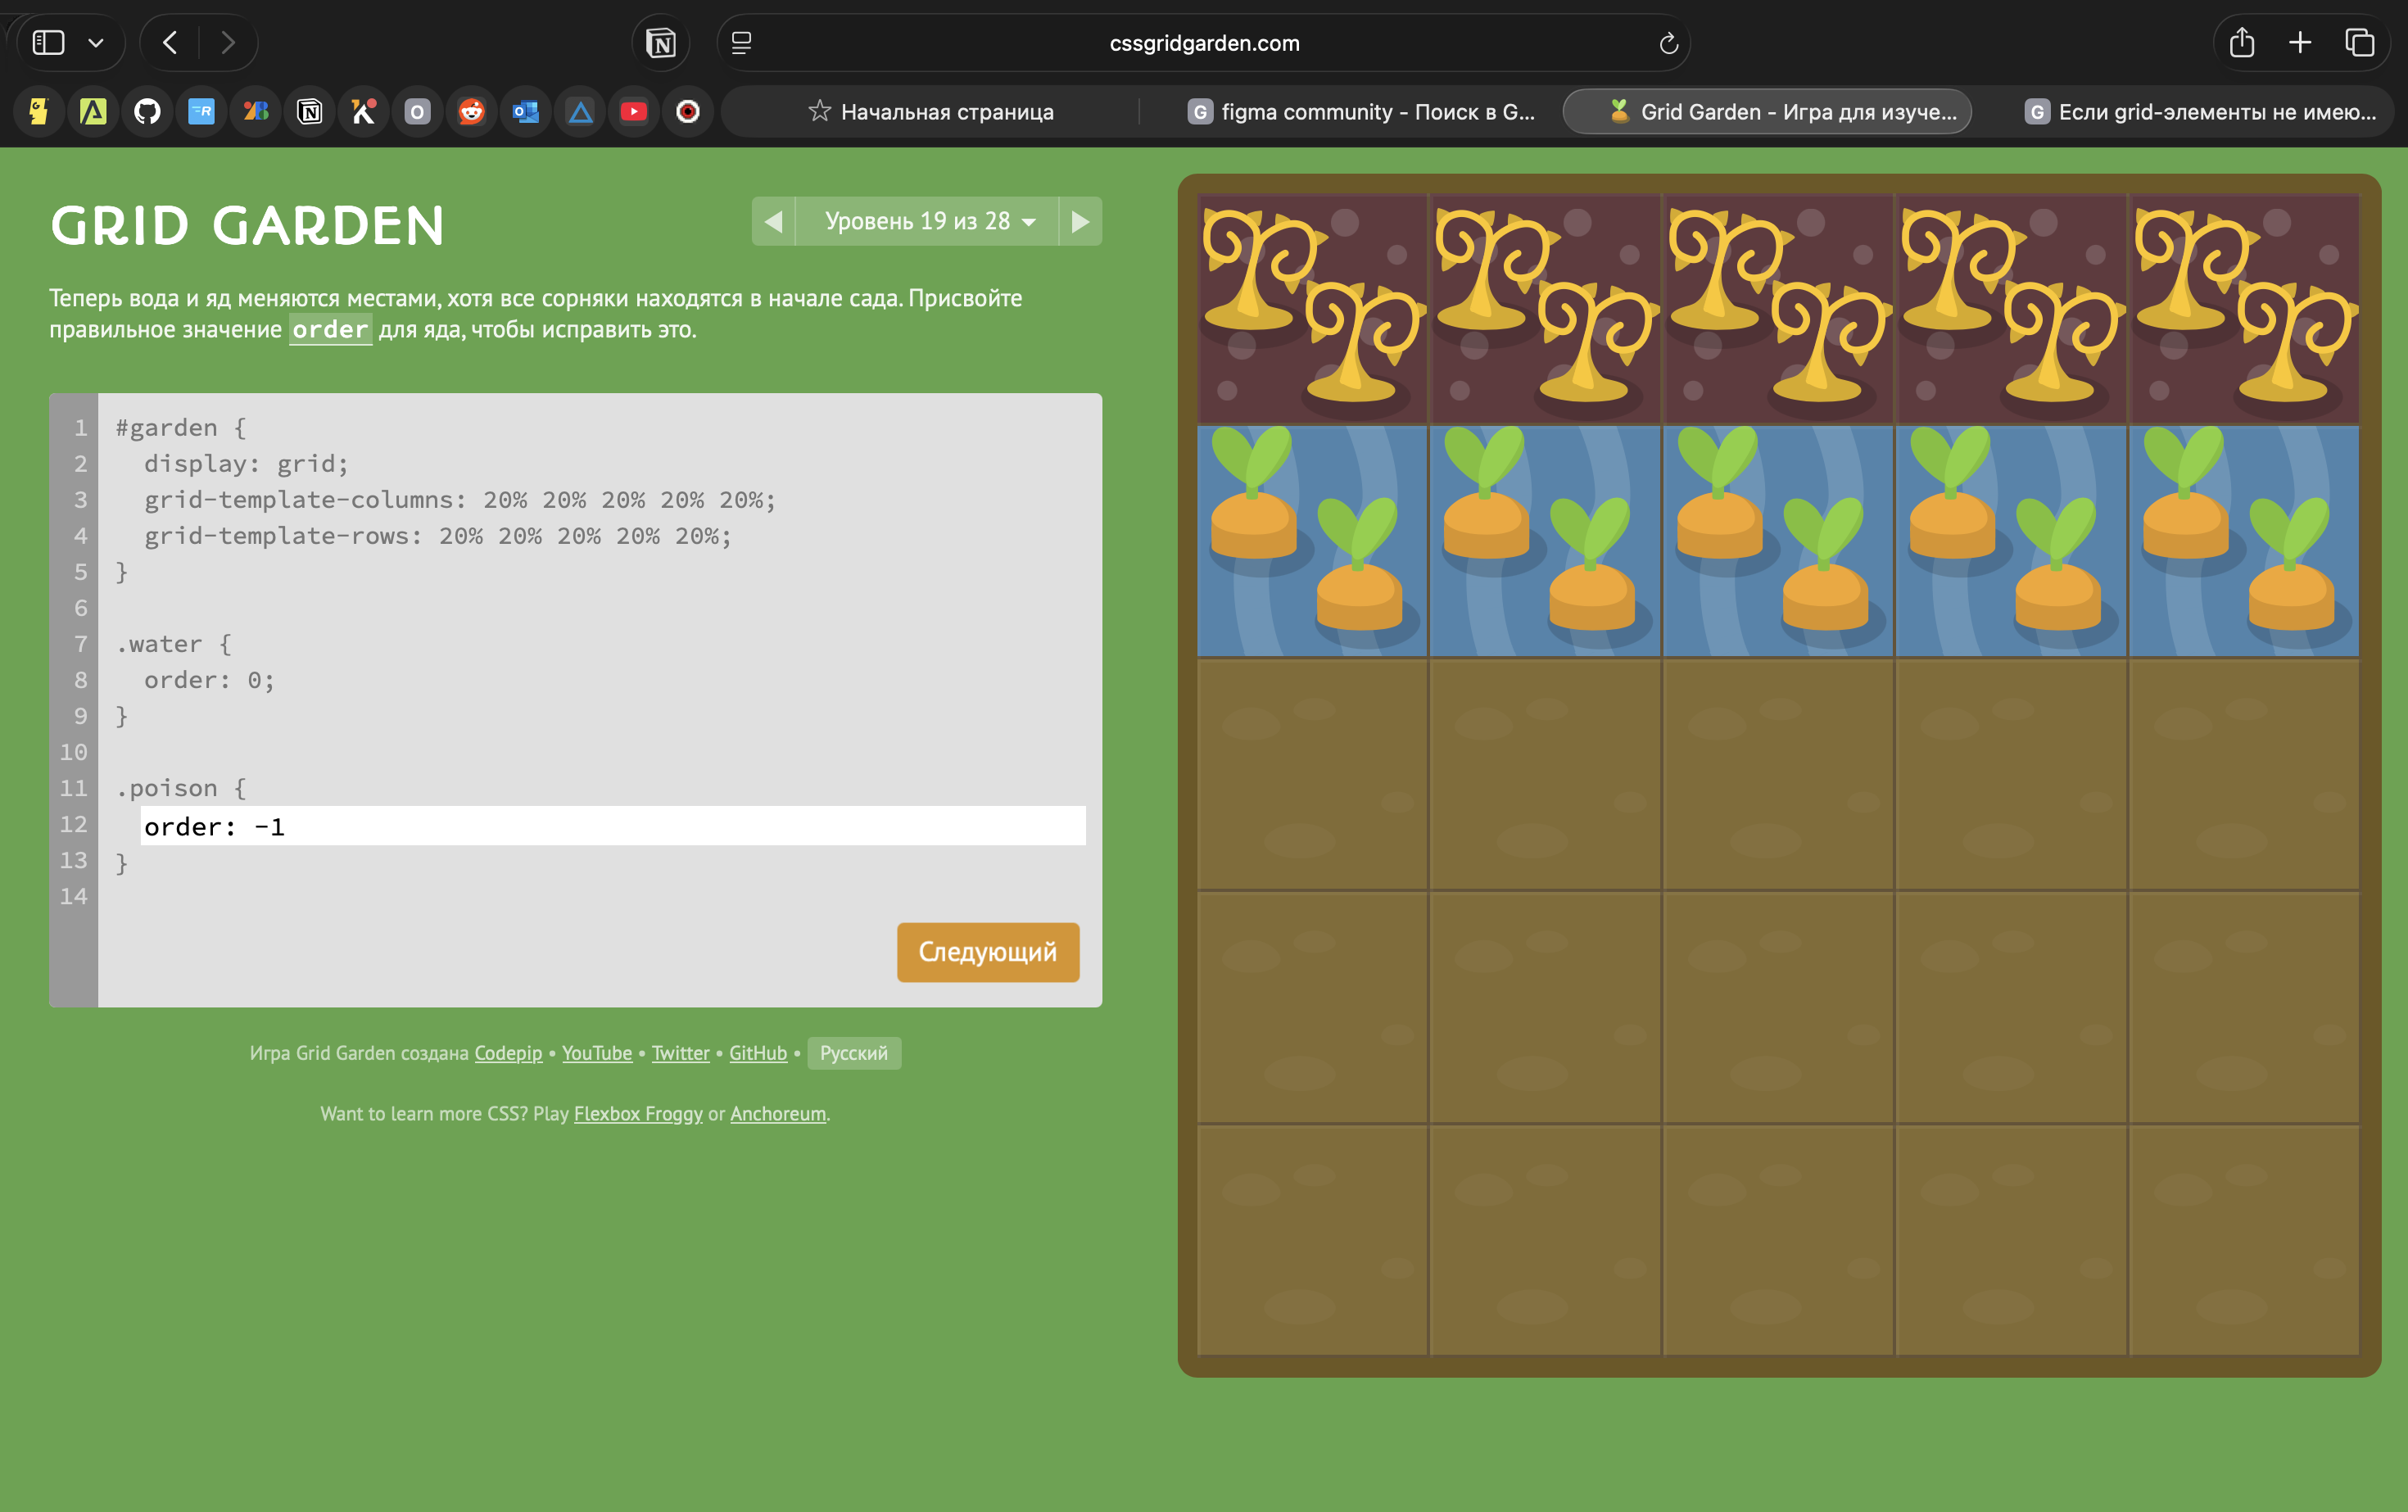 cssgridgarden.com
Начальная страница
figma community - Поиск в G...
Grid Garden - Игра для изуче...
Если grid-элементы не имею...
GRID GARDEN
Уровень 19 из 28
Теперь вода и яд меняются местами, хотя все сорняки находятся в начале сада. Присвойте
правильное значение order для яда, чтобы исправить это.
1 #garden {
2 display: grid;
3 grid-template-columns: 20% 20% 20% 20% 20%;
4 grid-template-rows: 20% 20% 20% 20% 20%;
5 }
6
7 .water {
8 order: 0;
9 }
10
11 .poison {
12 order: -1
13 }
14
Следующий
Игра Grid Garden создана Codepip • YouTube • Twitter • GitHub • Русский
Want to learn more CSS? Play Flexbox Froggy or Anchoreum.